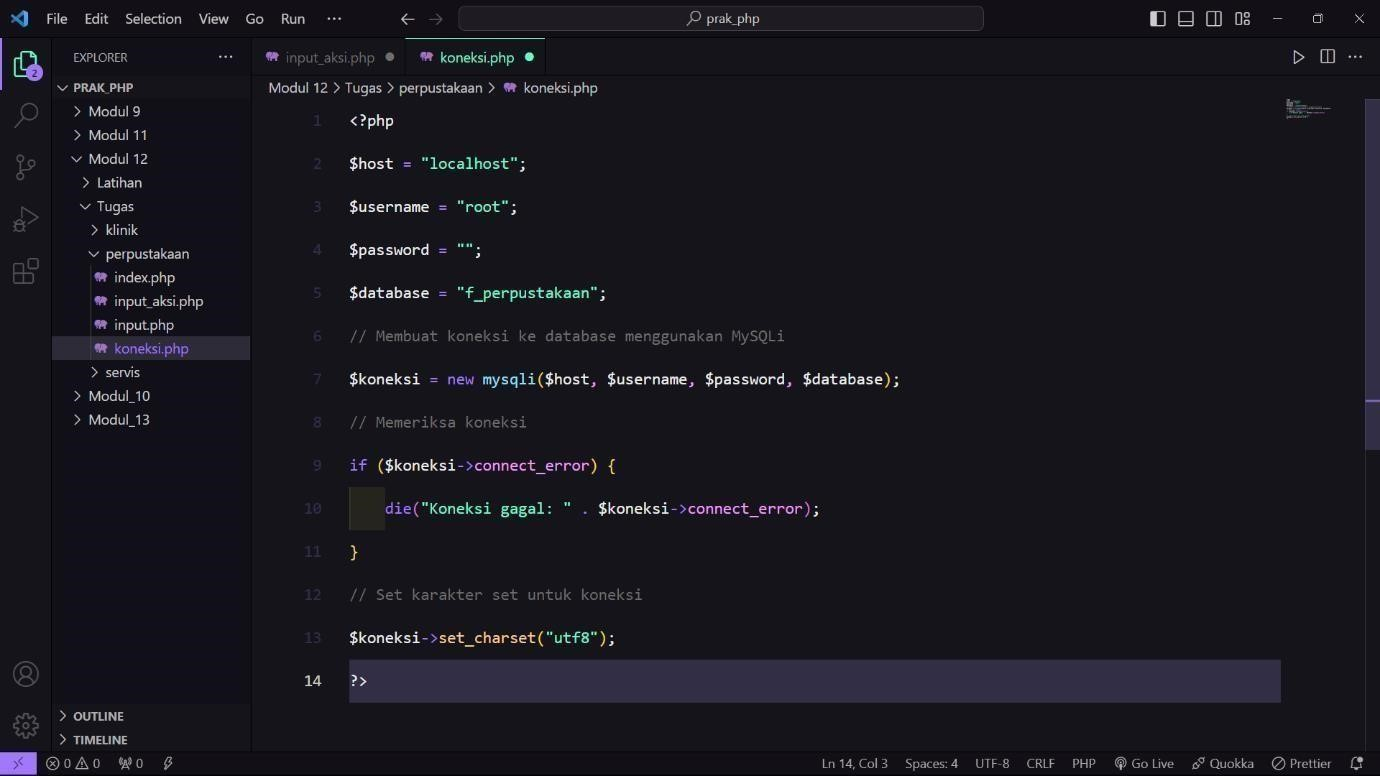 File Edit Selection View Go Run ··· prak_php
EXPLORER ···
PRAK_PHP
Modul 9
Modul 11
Modul 12
Latihan
Tugas
klinik
perpustakaan
index.php
input_aksi.php
input.php
koneksi.php
servis
Modul_10
Modul_13
OUTLINE
TIMELINE
2
input_aksi.php koneksi.php
Modul 12 > Tugas > perpustakaan > koneksi.php
1 <?php
2 $host = "localhost";
3 $username = "root";
4 $password = "";
5 $database = "f_perpustakaan";
6 // Membuat koneksi ke database menggunakan MySQLi
7 $koneksi = new mysqli($host, $username, $password, $database);
8 // Memeriksa koneksi
9 if ($koneksi->connect_error) {
10 die("Koneksi gagal: " . $koneksi->connect_error);
11 }
12 // Set karakter set untuk koneksi
13 $koneksi->set_charset("utf8");
14 ?>
0 0 0 Ln 14, Col 3 Spaces: 4 UTF-8 CRLF PHP Go Live Quokka Prettier